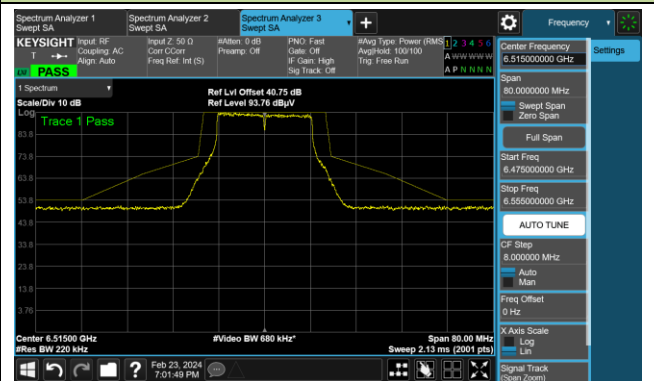 Spectrum Analyzer 1
Swept SA
Spectrum Analyzer 2
Swept SA
Spectrum Analyzer 3
Swept SA
Frequency
KEYSIGHT
Input: RF
Coupling: AC
Align: Auto
Input Z: 50 Ω
Corr CCorr
Freq Ref: Int (S)
#Atten: 0 dB
Preamp: Off
PNO: Fast
Gate: Off
IF Gain: High
Sig Track: Off
#Avg Type: Power (RMS)
Avg|Hold: 100/100
Trig: Free Run
1 2 3 4 5 6
A W W W W W
A P N N N N
PASS
1 Spectrum
Scale/Div 10 dB
Ref Lvl Offset 40.75 dB
Ref Level 93.76 dBµV
Log
Trace 1 Pass
83.8
73.8
63.8
53.8
43.8
33.8
23.8
13.8
3.76
Center 6.51500 GHz
#Res BW 220 kHz
#Video BW 680 kHz*
Span 80.00 MHz
Sweep 2.13 ms (2001 pts)
Feb 23, 2024
7:01:49 PM
Center Frequency
6.515000000 GHz
Settings
Span
80.0000000 MHz
Swept Span
Zero Span
Full Span
Start Freq
6.475000000 GHz
Stop Freq
6.555000000 GHz
AUTO TUNE
CF Step
8.000000 MHz
Auto
Man
Freq Offset
0 Hz
X Axis Scale
Log
Lin
Signal Track
(Span Zoom)